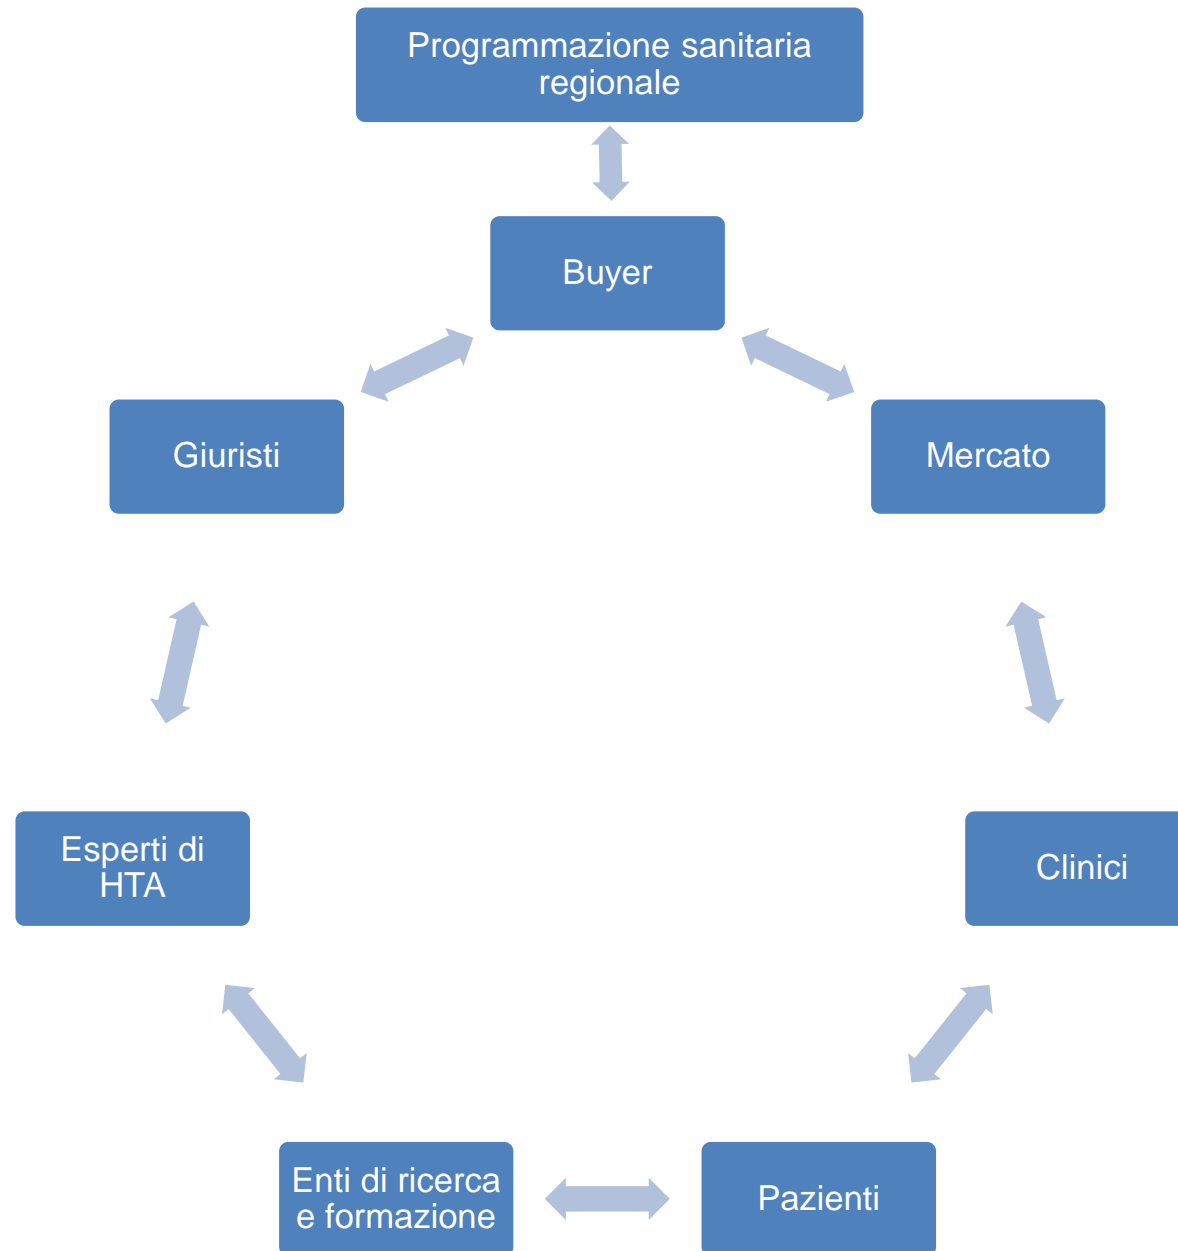 Programmazione sanitaria
regionale
Buyer
Giuristi
Mercato
Esperti di
HTA
Clinici
Enti di ricerca
e formazione
Pazienti